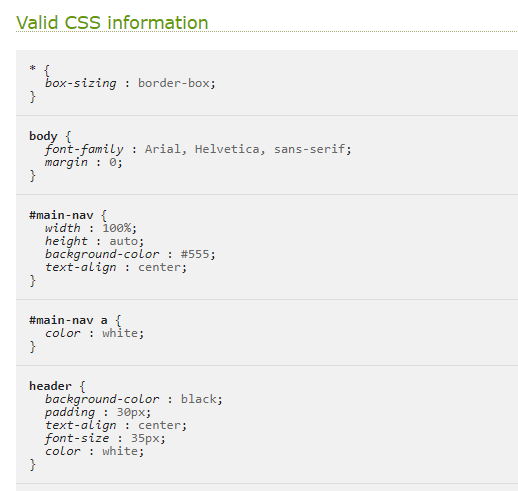 Valid CSS information
* {
box-sizing : border-box;
}
body {
font-family : Arial, Helvetica, sans-serif;
margin : 0;
}
#main-nav {
width : 100%;
height : auto;
background-color : #555;
text-align : center;
}
#main-nav a {
color : white;
}
header {
background-color : black;
padding : 30px;
text-align : center;
font-size : 35px;
color : white;
}